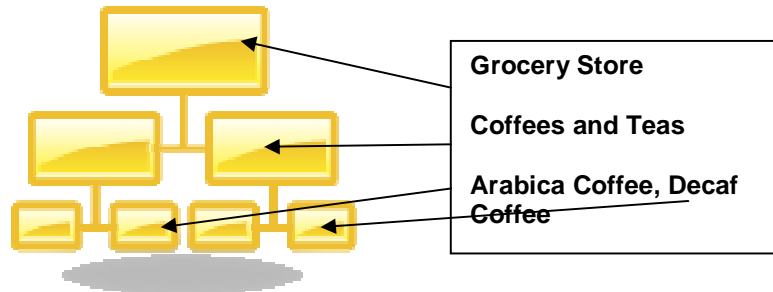 Grocery Store
Coffees and Teas
Arabica Coffee, Decaf
Coffee